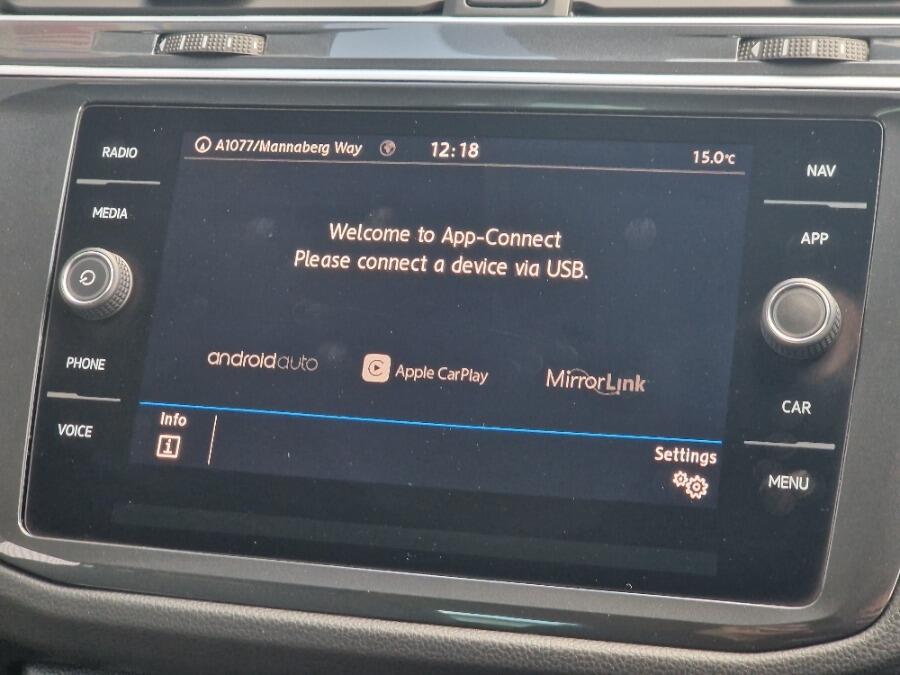 RADIO
MEDIA
PHONE
VOICE
A1077/Mannaberg Way
12:18
15.0°C
Welcome to App-Connect
Please connect a device via USB.
androidauto
Apple CarPlay
MirrorLink
Info
i
Settings
NAV
APP
CAR
MENU